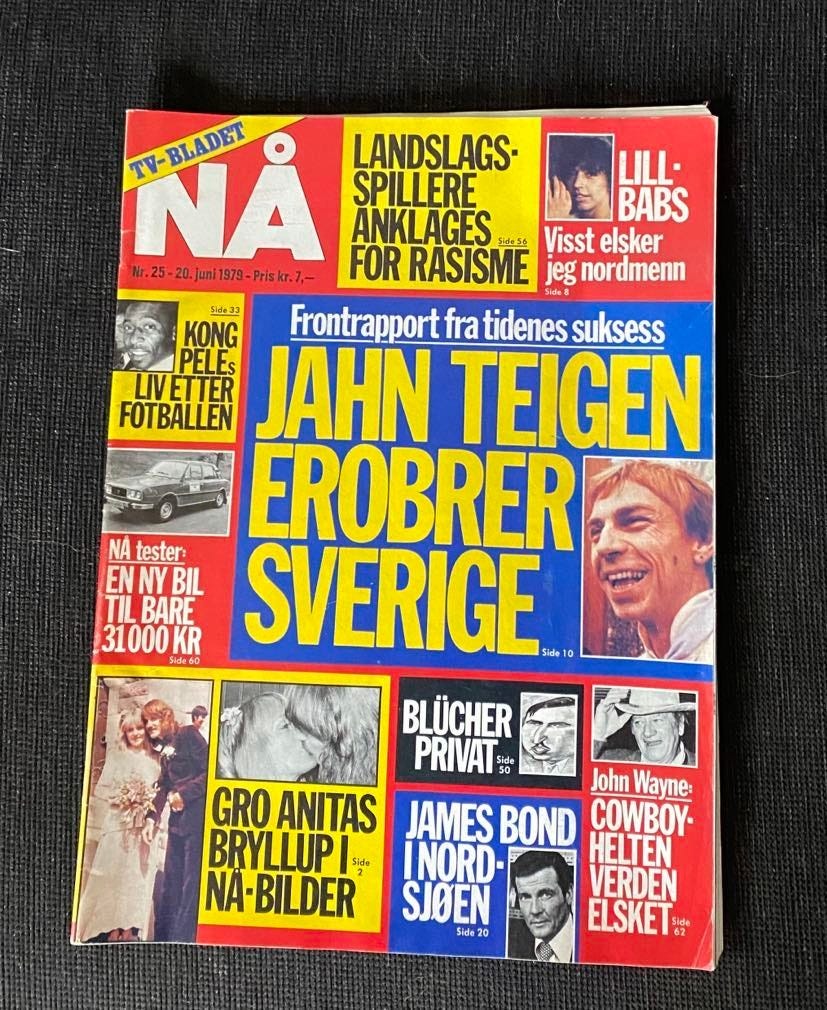 TV-BLADET
NÅ
Nr. 25 - 20. juni 1979 - Pris kr. 7,—
LANDSLAGS-
SPILLERE
ANKLAGES
FOR RASISME
Side 56
LILL-
BABS
Visst elsker
jeg nordmenn
Side 8
Side 33
KONG
PELEs
LIV ETTER
FOTBALLEN
Frontrapport fra tidenes suksess
JAHN TEIGEN
EROBRER
SVERIGE
Side 10
NÅ tester:
EN NY BIL
TIL BARE
31000 KR
Side 60
GRO ANITAS
BRYLLUP I
NÅ-BILDER
Side
2
BLÜCHER
PRIVAT
Side
50
JAMES BOND
I NORD-
SJØEN
Side 20
John Wayne:
COWBOY-
HELTEN
VERDEN
ELSKET
Side
62